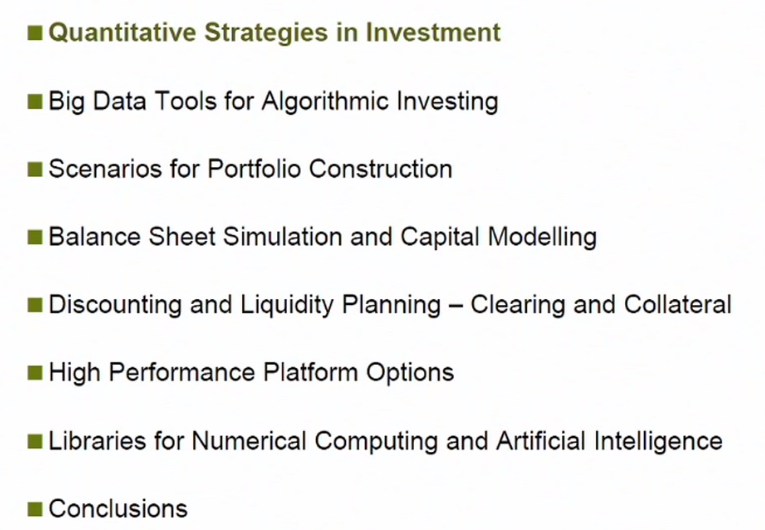 Quantitative Strategies in Investment
Big Data Tools for Algorithmic Investing
Scenarios for Portfolio Construction
Balance Sheet Simulation and Capital Modelling
Discounting and Liquidity Planning – Clearing and Collateral
High Performance Platform Options
Libraries for Numerical Computing and Artificial Intelligence
Conclusions